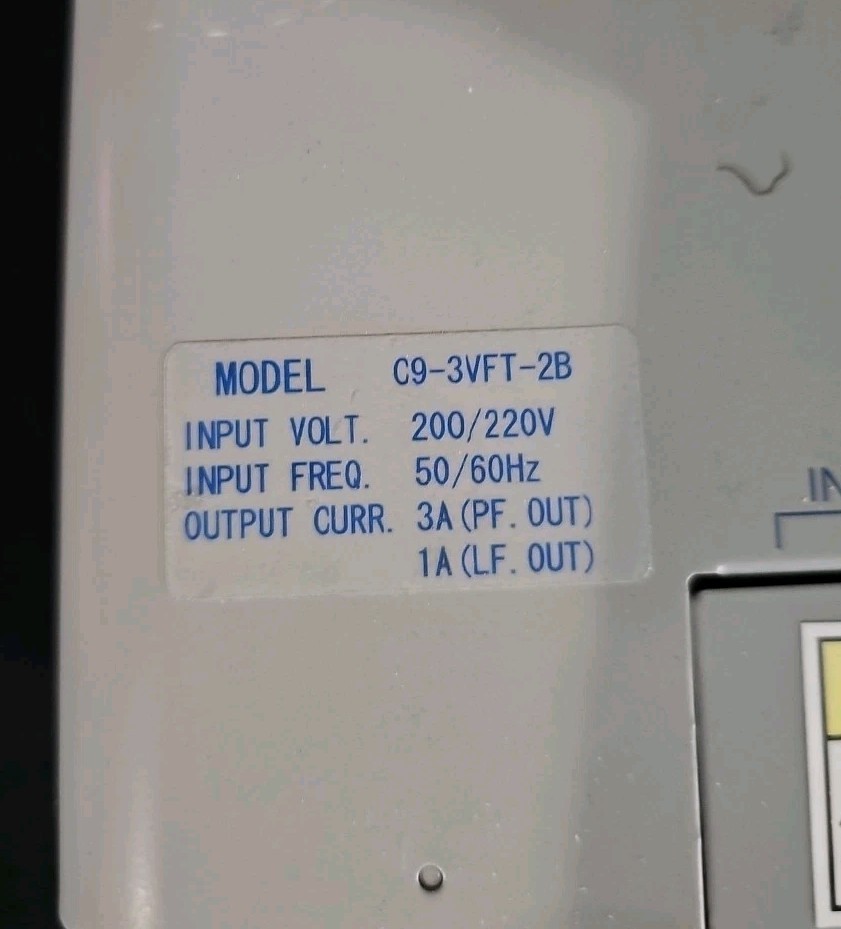 MODEL C9-3VFT-2B
INPUT VOLT. 200/220V
INPUT FREQ. 50/60Hz
OUTPUT CURR. 3A(PF. OUT)
1A(LF. OUT)